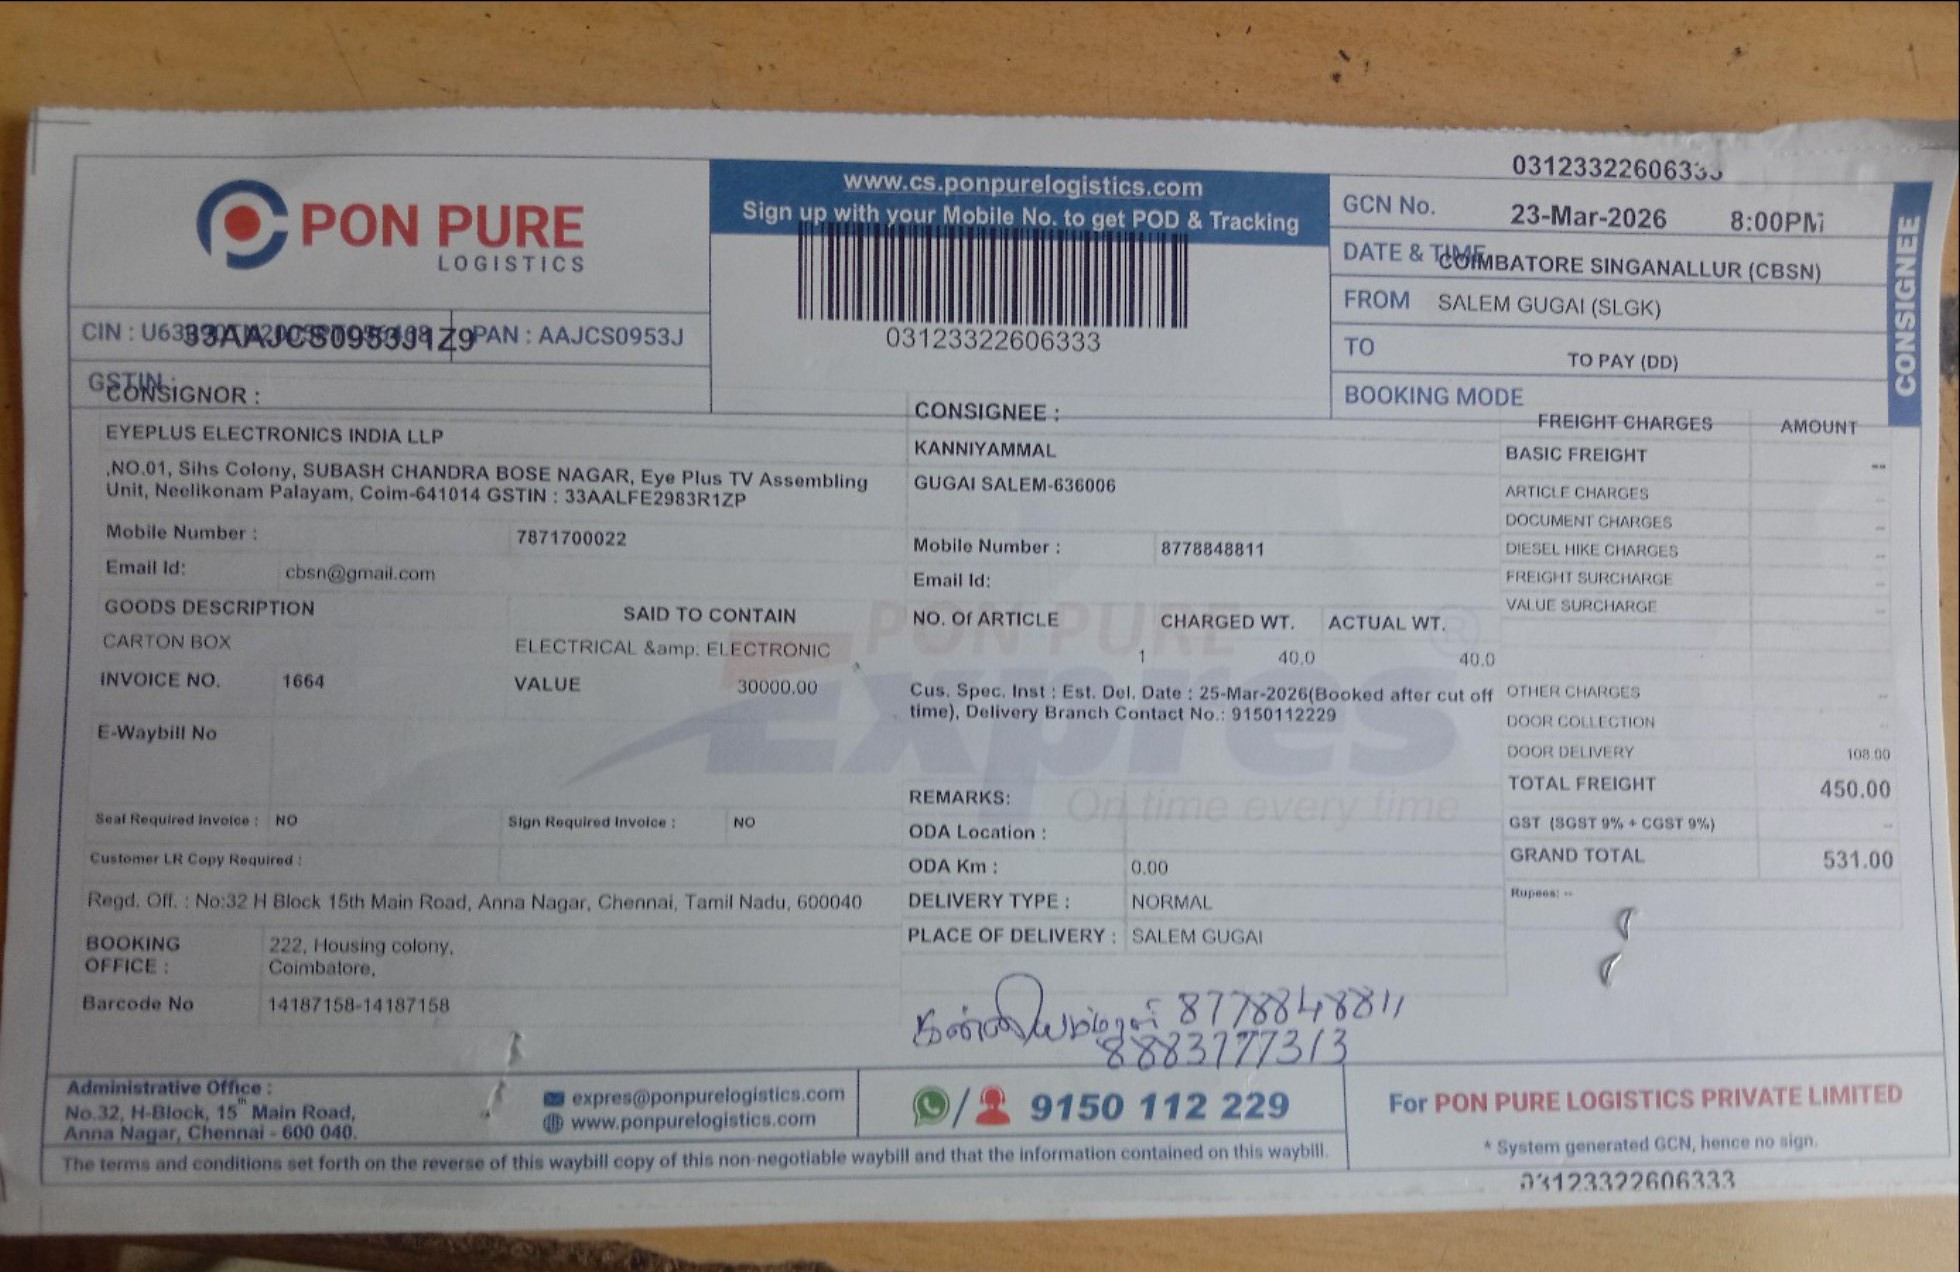 03123322606333
www.cs.ponpurelogistics.com
Sign up with your Mobile No. to get POD & Tracking
PON PURE
LOGISTICS
GCN No.
23-Mar-2026 8:00PM
DATE & TIME
COIMBATORE SINGANALLUR (CBSN)
FROM SALEM GUGAI (SLGK)
TO
TO PAY (DD)
BOOKING MODE
CONSIGNEE
03123322606333
CIN : 33AAJCS0953J1Z9 PAN : AAJCS0953J
GSTIN :
CONSIGNOR :
EYEPLUS ELECTRONICS INDIA LLP
,NO.01, Sihs Colony, SUBASH CHANDRA BOSE NAGAR, Eye Plus TV Assembling
Unit, Neelikonam Palayam, Coim-641014 GSTIN : 33AALFE2983R1ZP
Mobile Number : 7871700022
Email Id: cbsn@gmail.com
CONSIGNEE :
KANNIYAMMAL
GUGAI SALEM-636006
Mobile Number : 8778848811
Email Id:
FREIGHT CHARGES AMOUNT
BASIC FREIGHT --
ARTICLE CHARGES --
DOCUMENT CHARGES --
DIESEL HIKE CHARGES --
FREIGHT SURCHARGE --
VALUE SURCHARGE --
GOODS DESCRIPTION SAID TO CONTAIN
CARTON BOX ELECTRICAL &amp; ELECTRONIC
INVOICE NO. 1664 VALUE 30000.00
E-Waybill No
NO. Of ARTICLE CHARGED WT. ACTUAL WT.
1 40.0 40.0
Cus. Spec. Inst : Est. Del. Date : 25-Mar-2026(Booked after cut off
time), Delivery Branch Contact No.: 9150112229
OTHER CHARGES --
DOOR COLLECTION --
DOOR DELIVERY 108.00
TOTAL FREIGHT 450.00
GST (SGST 9% + CGST 9%) --
GRAND TOTAL 531.00
Rupees: --
PON PURE
Expres
On time every time
Seal Required Invoice : NO Sign Required Invoice : NO
Customer LR Copy Required :
Regd. Off. : No:32 H Block 15th Main Road, Anna Nagar, Chennai, Tamil Nadu, 600040
BOOKING OFFICE : 222, Housing colony,
Coimbatore,
Barcode No 14187158-14187158
REMARKS:
ODA Location :
ODA Km : 0.00
DELIVERY TYPE : NORMAL
PLACE OF DELIVERY : SALEM GUGAI
கன்னியம்மாள் 8778848811
8883777313
Administrative Office :
No.32, H-Block, 15th Main Road,
Anna Nagar, Chennai - 600 040.
expres@ponpurelogistics.com
www.ponpurelogistics.com
9150 112 229
For PON PURE LOGISTICS PRIVATE LIMITED
* System generated GCN, hence no sign.
The terms and conditions set forth on the reverse of this waybill copy of this non-negotiable waybill and that the information contained on this waybill.
03123322606333